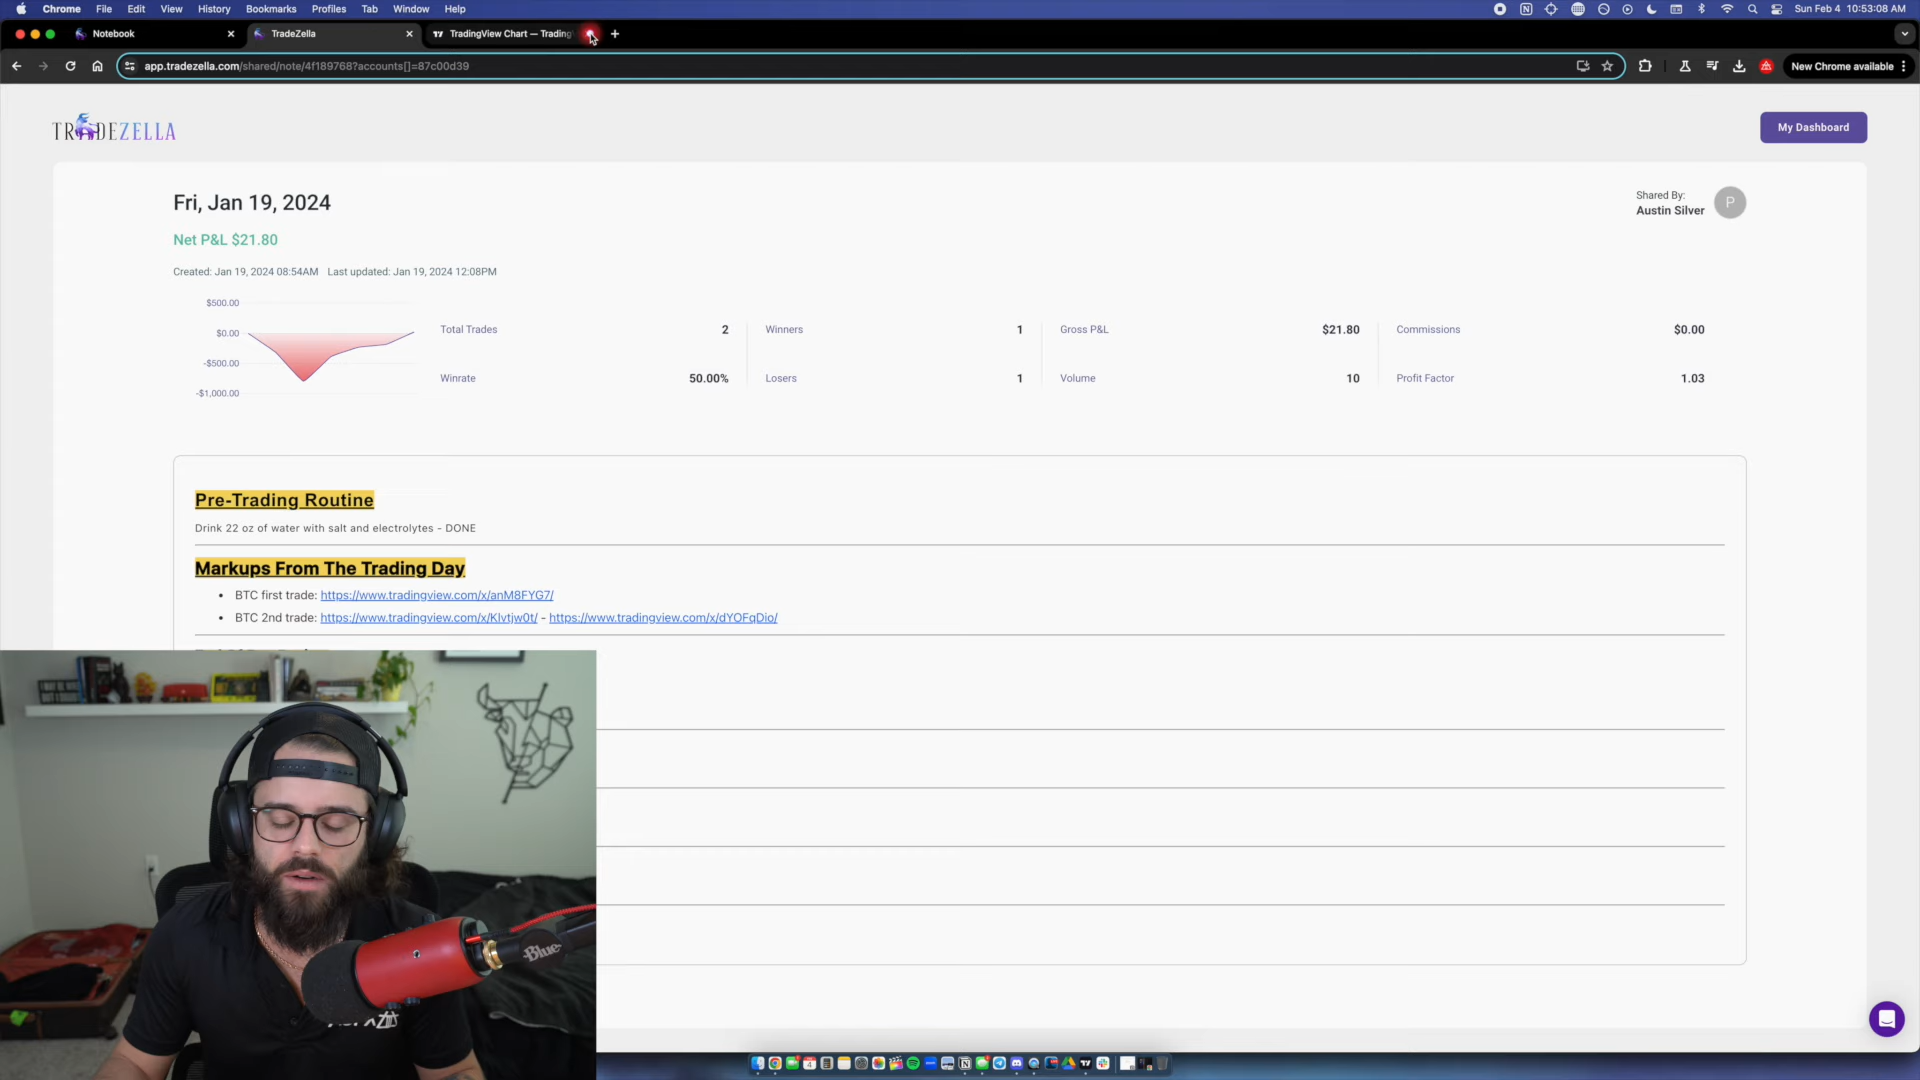 Chrome File Edit View History Bookmarks Profiles Tab Window Help Sun Feb 4 10:53:08 AM
Notebook TradeZella TradingView Chart — Trading
app.tradezella.com/shared/note/4f189768?accounts[]=87c00d39 New Chrome available
TRADEZELLA
My Dashboard
Fri, Jan 19, 2024
Shared By:
Austin Silver
P
Net P&L $21.80
Created: Jan 19, 2024 08:54AM Last updated: Jan 19, 2024 12:08PM
$500.00
$0.00
-$500.00
-$1,000.00
Total Trades 2 Winners 1 Gross P&L $21.80 Commissions $0.00
Winrate 50.00% Losers 1 Volume 10 Profit Factor 1.03
Pre-Trading Routine
Drink 22 oz of water with salt and electrolytes - DONE
Markups From The Trading Day
• BTC first trade: https://www.tradingview.com/x/anM8FYG7/
• BTC 2nd trade: https://www.tradingview.com/x/KIvtjw0t/ - https://www.tradingview.com/x/dYOFqDio/
Blue